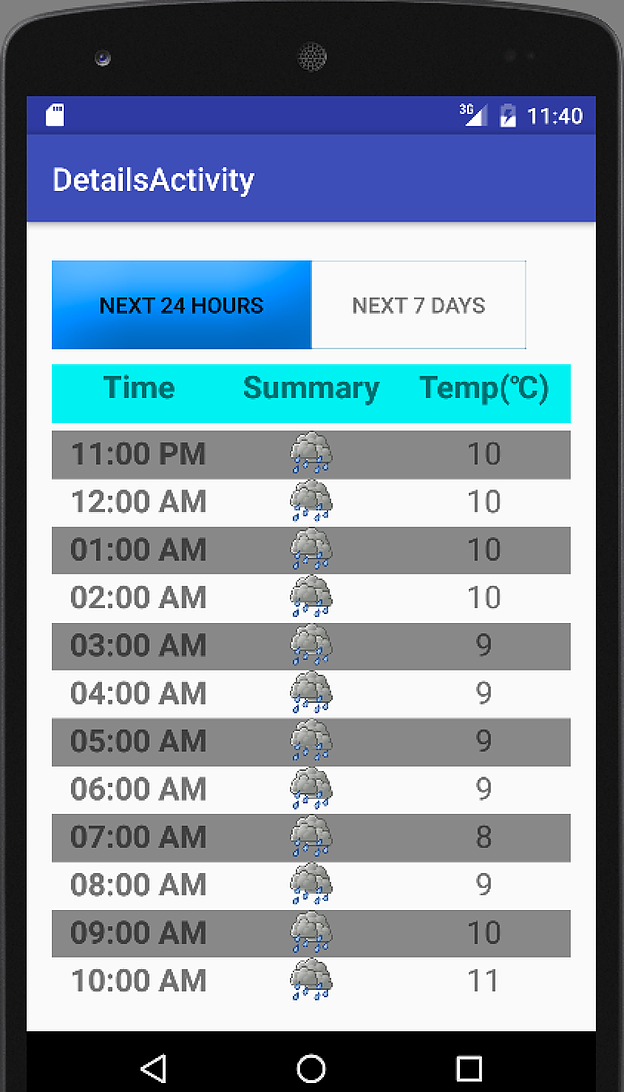 3G 11:40
DetailsActivity
NEXT 24 HOURS NEXT 7 DAYS
Time Summary Temp(℃)
11:00 PM 10
12:00 AM 10
01:00 AM 10
02:00 AM 10
03:00 AM 9
04:00 AM 9
05:00 AM 9
06:00 AM 9
07:00 AM 8
08:00 AM 9
09:00 AM 10
10:00 AM 11